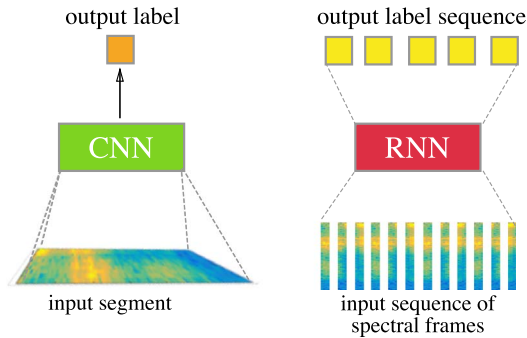 output label
CNN
input segment
output label sequence
RNN
input sequence of
spectral frames